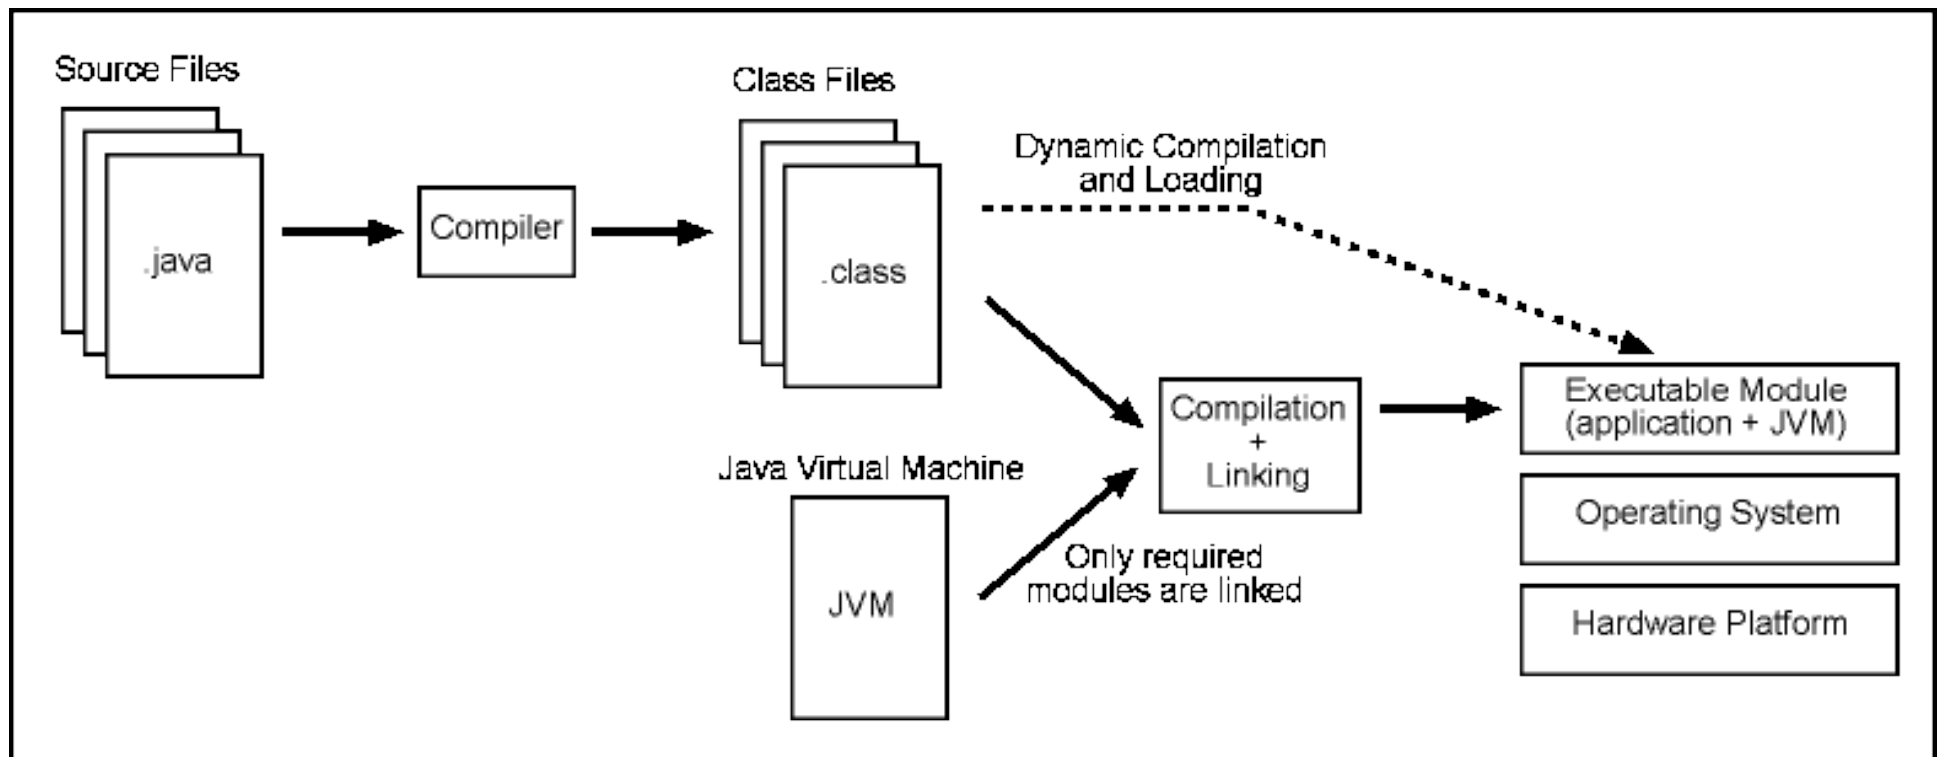 Source Files
.java
Compiler
Class Files
.class
Dynamic Compilation
and Loading
Java Virtual Machine
JVM
Only required
modules are linked
Compilation
+
Linking
Executable Module
(application + JVM)
Operating System
Hardware Platform